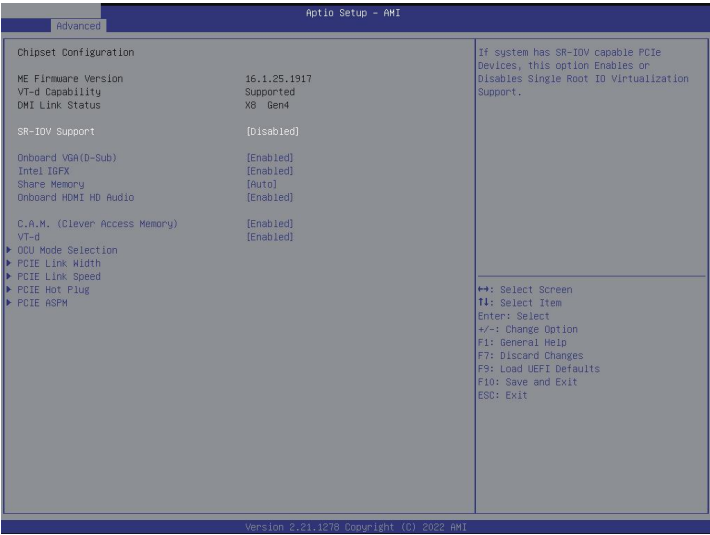 Aptio Setup - AMI
Advanced
Chipset Configuration
ME Firmware Version 16.1.25.1917
VT-d Capability Supported
DMI Link Status X8 Gen4
SR-IOV Support [Disabled]
Onboard VGA(D-Sub) [Enabled]
Intel IGFX [Enabled]
Share Memory [Auto]
Onboard HDMI HD Audio [Enabled]
C.A.M. (Clever Access Memory) [Enabled]
VT-d [Enabled]
▶ OCU Mode Selection
▶ PCIE Link Width
▶ PCIE Link Speed
▶ PCIE Hot Plug
▶ PCIE ASPM
If system has SR-IOV capable PCIe
Devices, this option Enables or
Disables Single Root IO Virtualization
Support.
↔: Select Screen
↑↓: Select Item
Enter: Select
+/-: Change Option
F1: General Help
F7: Discard Changes
F9: Load UEFI Defaults
F10: Save and Exit
ESC: Exit
Version 2.21.1278 Copyright (C) 2022 AMI